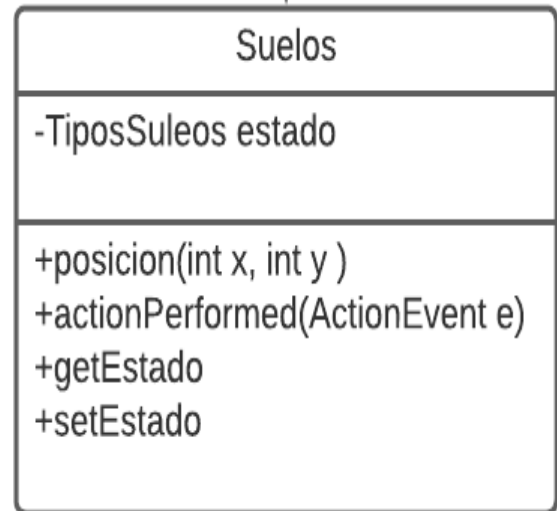 Suelos
-TiposSuleos estado
+posicion(int x, int y )
+actionPerformed(ActionEvent e)
+getEstado
+setEstado